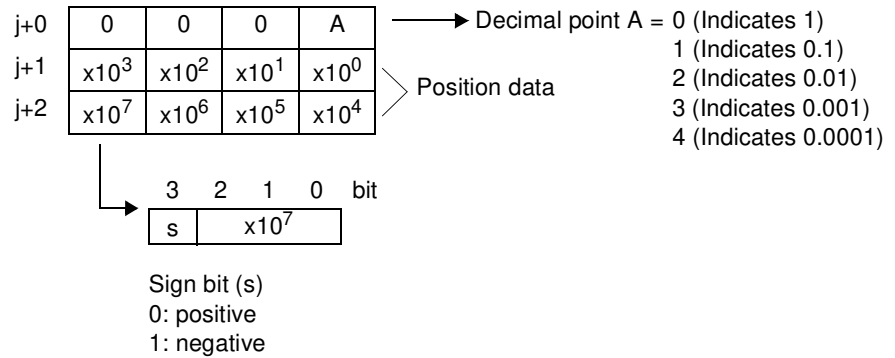 j+0 0 0 0 A Decimal point A = 0 (Indicates 1)
1 (Indicates 0.1)
j+1 x10³ x10² x10¹ x10⁰
Position data
2 (Indicates 0.01)
j+2 x10⁷ x10⁶ x10⁵ x10⁴
3 (Indicates 0.001)
4 (Indicates 0.0001)
3 2 1 0 bit
s x10⁷
Sign bit (s)
0: positive
1: negative